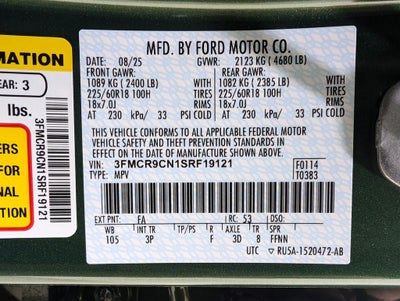 MFD. BY FORD MOTOR CO.
08/25 GVWR: 2123 KG ( 4680 LB)
FRONT GAWR: REAR GAWR:
1089 KG ( 2400 LB) 1082 KG ( 2385 LB)
225/60R18 100H TIRES 225/60R18 100H TIRES
18x7.0J RIMS 18x7.0J RIMS
AT 230 kPa/ 33 PSI COLD AT 230 kPa/ 33 PSI COLD
THIS VEHICLE CONFORMS TO ALL APPLICABLE FEDERAL MOTOR
VEHICLE SAFETY AND THEFT PREVENTION STANDARDS IN
EFFECT ON THE DATE OF MANUFACTURE SHOWN ABOVE.
VIN: 3FMCR9CN1SRF19121 F0114
TYPE: MPV T0383
EXT PNT: FA RC: 53 DSO:
WB INT TR TP/PS R AXLE TR SPR
105 3P F 3D 8 FFNN
UTC RU5A-1520472-AB
MATION
EAR: 3
lbs.
ERS
FOR
NAL
TION
3FMCR9CN1SRF19121